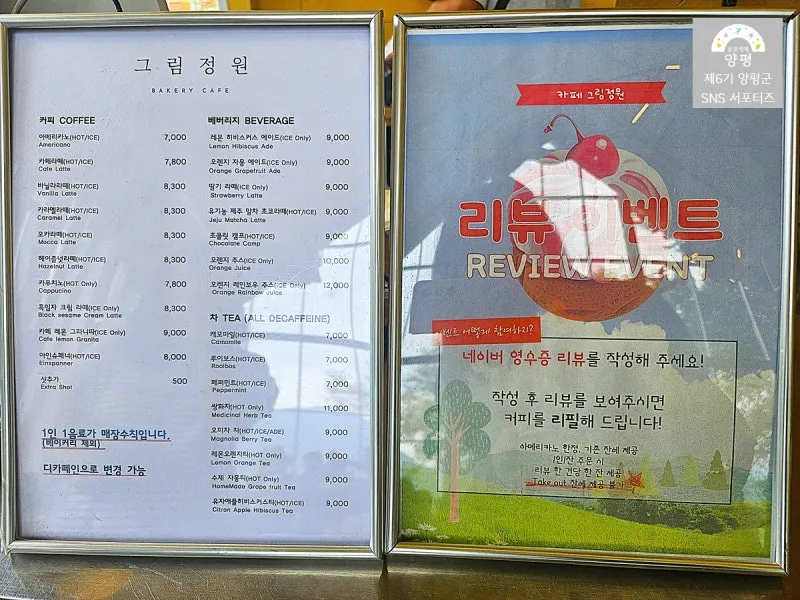 그림정원
BAKERY CAFE
커피 COFFEE
아메리카노(HOT/ICE) 7,000
Americano
카페라떼(HOT/ICE) 7,800
Cafe Latte
바닐라라떼(HOT/ICE) 8,300
Vanilla Latte
카라멜라떼(HOT/ICE) 8,300
Caramel Latte
모카라떼(HOT/ICE) 8,300
Mocca Latte
헤이즐넛라떼(HOT/ICE) 8,300
Hazelnut Latte
카푸치노(HOT Only) 7,000
Cappucino
흑임자 크림 라떼(ICE Only) 8,300
Black sesame Cream Latte
카페 레몬 그라니따(ICE Only) 9,000
Cafe lemon Granita
아인슈페너(HOT/ICE) 8,000
Einspanner
샷추가 500
Extra Shot
1인 1음료가 매장수칙입니다.
(베이커리 제외)
디카페인으로 변경 가능
베버리지 BEVERAGE
레몬 히비스커스 에이드(ICE Only) 9,000
Lemon Hibiscus Ade
오렌지 자몽 에이드(ICE Only) 9,000
Orange Grapefruit Ade
딸기 라떼(ICE Only) 9,000
Strawberry Latte
유기농 제주 말차 초코라떼(HOT/ICE) 9,000
Jeju Matcha Latte
초콜릿 캠프(HOT/ICE) 9,000
Chocolate Camp
오렌지 주스(ICE Only) 10,000
Orange Juice
오렌지 레인보우 주스(ICE Only) 12,000
Orange Rainbow Juice
차 TEA (ALL DECAFFEINE)
캐모마일(HOT/ICE) 7,000
Camomile
루이보스(HOT/ICE) 7,000
Rooibos
페퍼민트(HOT/ICE) 7,000
Peppermint
쌍화차(HOT Only) 11,000
Medicinal Herb Tea
오미자 차(HOT/ICE/ADE) 9,000
Magnolia Berry Tea
레몬오렌지티(HOT Only) 9,000
Lemon Orange Tea
수제 자몽티(HOT Only) 9,000
HomeMade Grape fruit Tea
유자애플히비스커스티(HOT/ICE) 9,000
Citron Apple Hibiscus Tea
양평
제6기 양평군
SNS 서포터즈
카페 그림정원
리뷰 이벤트
REVIEW EVENT
이벤트 어떻게 참여하지?
네이버 영수증 리뷰를 작성해 주세요!
작성 후 리뷰를 보여주시면
커피를 리필해 드립니다!
아메리카노 한정, 기존 잔에 제공
1인1잔 주문 시
리뷰 한 건당 한 잔 제공
Take out 잔에 제공 불가